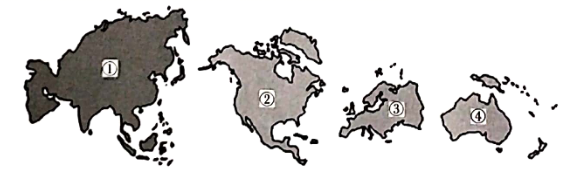 ① ② ③ ④